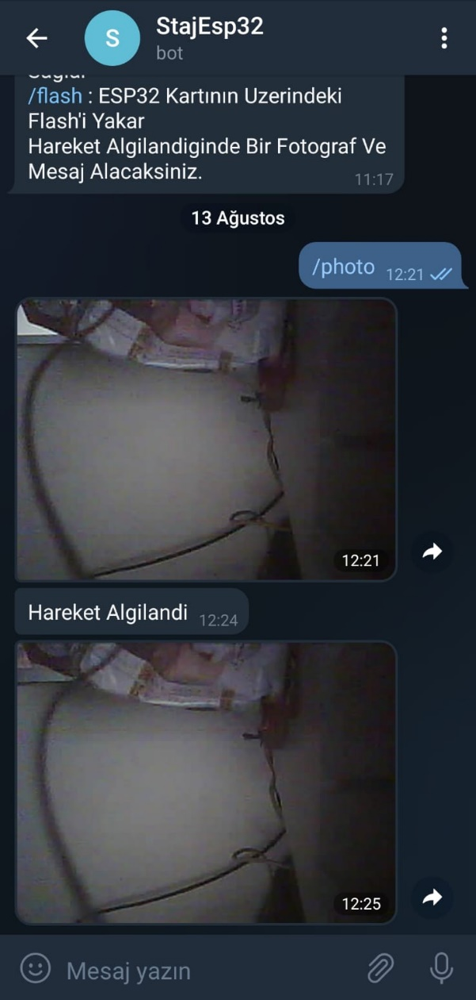 S
StajEsp32
bot
/flash : ESP32 Kartının Uzerindeki
Flash'i Yakar
Hareket Algilandiginde Bir Fotograf Ve
Mesaj Alacaksiniz.
11:17
13 Ağustos
/photo 12:21
12:21
Hareket Algilandi 12:24
12:25
Mesaj yazın